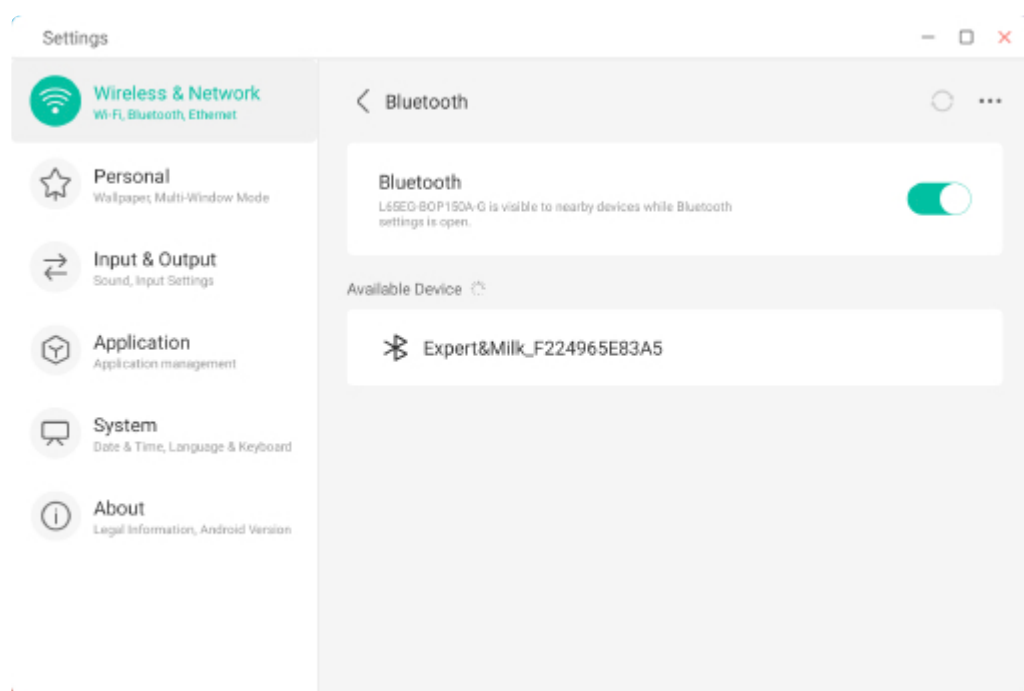 Settings
Wireless & Network
Wi-Fi, Bluetooth, Ethernet
Personal
Wallpaper, Multi-Window Mode
Input & Output
Sound, Input Settings
Application
Application management
System
Date & Time, Language & Keyboard
About
Legal Information, Android Version
Bluetooth
Bluetooth
L65EG-BOP150A-G is visible to nearby devices while Bluetooth
settings is open.
Available Device
Expert&Milk_F224965E83A5